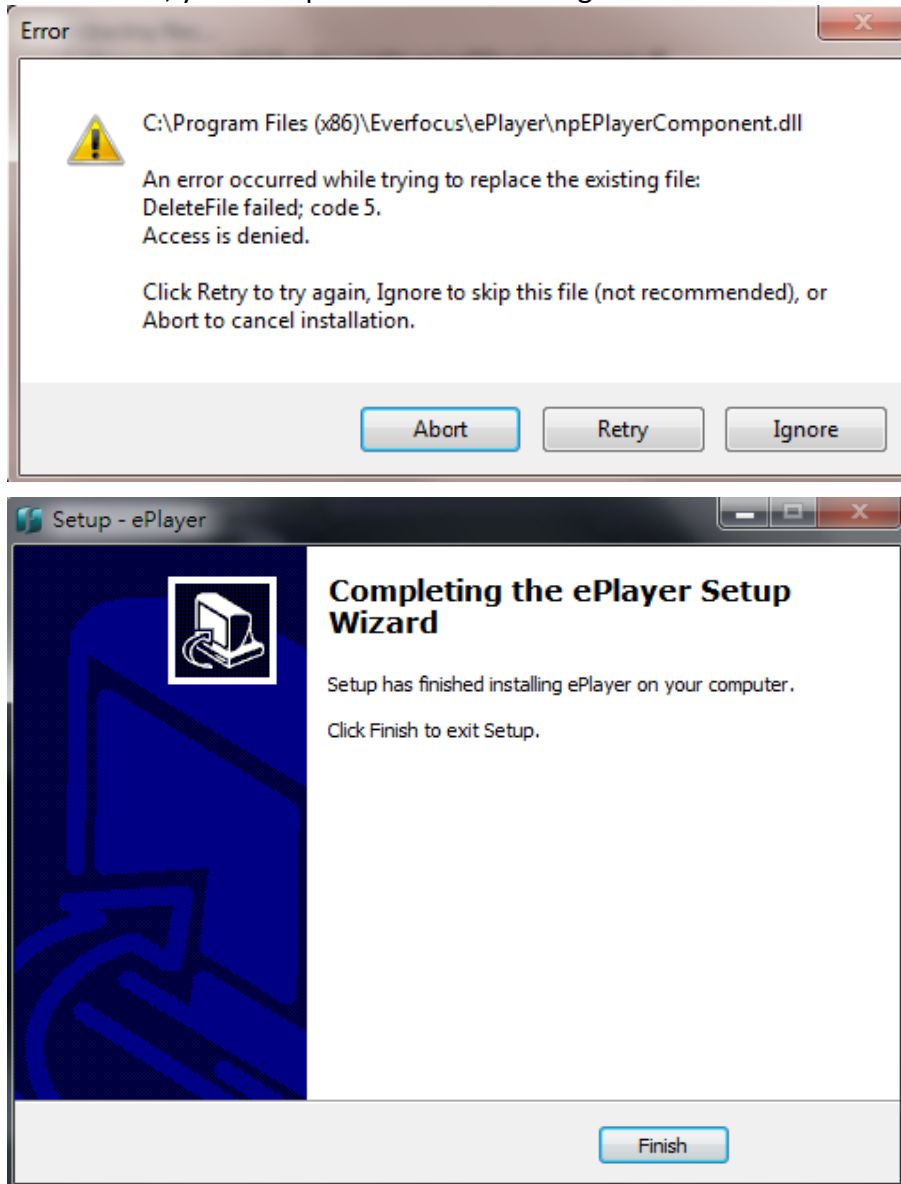 Error
C:\Program Files (x86)\Everfocus\ePlayer\npEPlayerComponent.dll
An error occurred while trying to replace the existing file:
DeleteFile failed; code 5.
Access is denied.
Click Retry to try again, Ignore to skip this file (not recommended), or
Abort to cancel installation.
Abort
Retry
Ignore
Setup - ePlayer
Completing the ePlayer Setup
Wizard
Setup has finished installing ePlayer on your computer.
Click Finish to exit Setup.
Finish